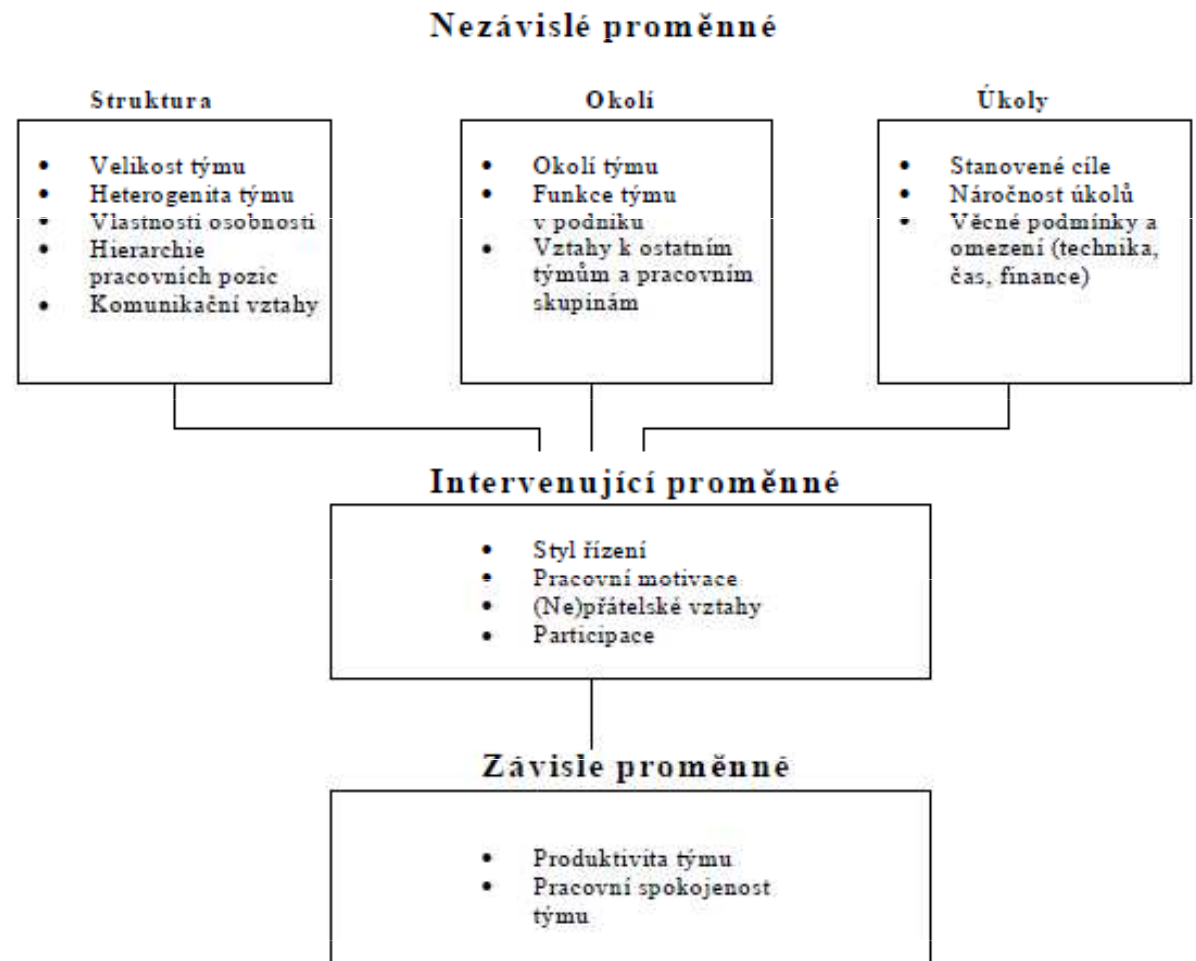 Nezávislé proměnné
Struktura
• Velikost týmu
• Heterogenita týmu
• Vlastnosti osobnosti
• Hierarchie
pracovních pozic
• Komunikační vztahy
Okolí
• Okolí týmu
• Funkce týmu
v podniku
• Vztahy k ostatním
týmům a pracovním
skupinám
Úkoly
• Stanovené cíle
• Náročnost úkolů
• Věcné podmínky a
omezení (technika,
čas, finance)
Intervenující proměnné
• Styl řízení
• Pracovní motivace
• (Ne)přátelské vztahy
• Participace
Závisle proměnné
• Produktivita týmu
• Pracovní spokojenost
týmu